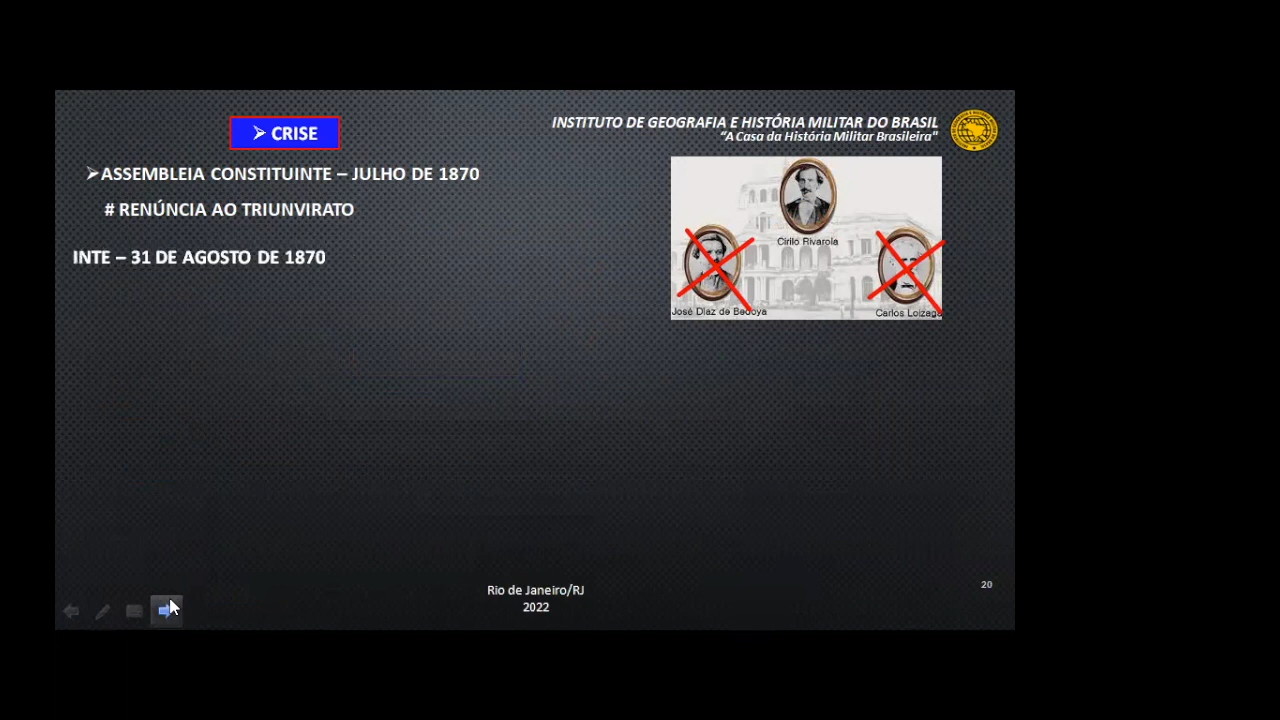 ➢ CRISE
INSTITUTO DE GEOGRAFIA E HISTÓRIA MILITAR DO BRASIL
“A Casa da História Militar Brasileira"
➢ASSEMBLEIA CONSTITUINTE – JULHO DE 1870
# RENÚNCIA AO TRIUNVIRATO
INTE – 31 DE AGOSTO DE 1870
Cirilo Rivarola
José Díaz de Bedoya
Carlos Loizaga
Rio de Janeiro/RJ
2022
20